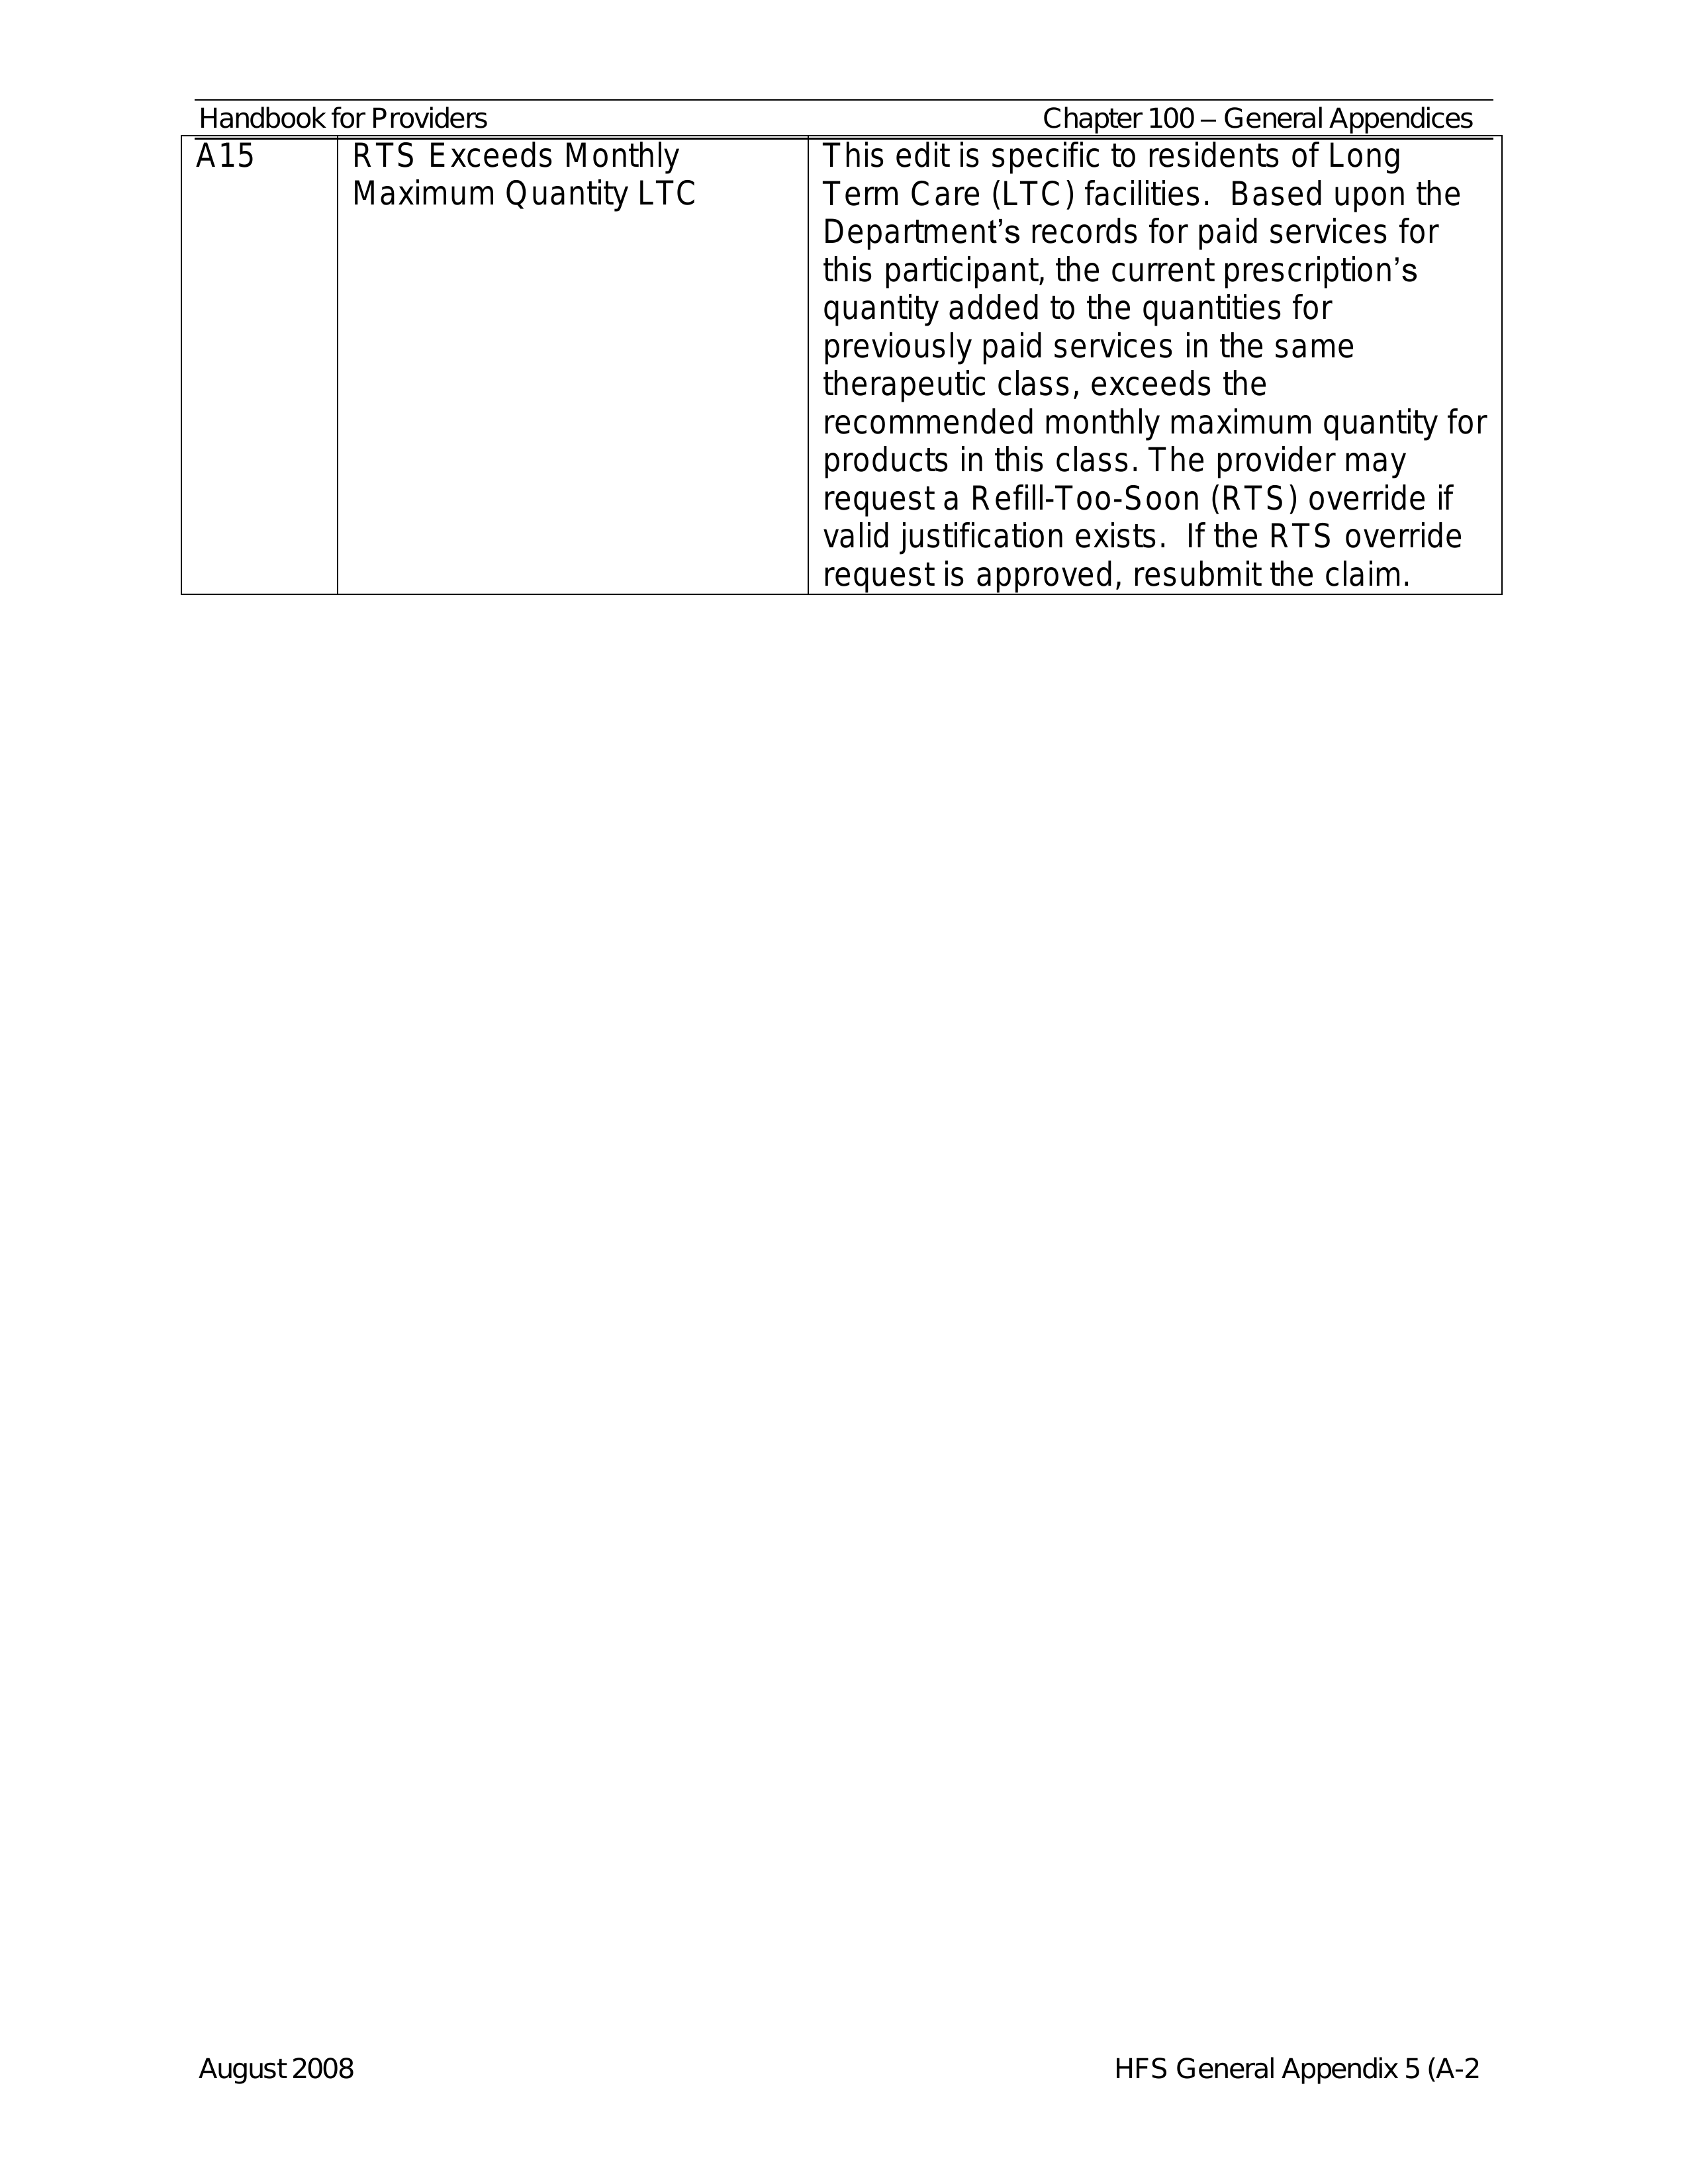 Handbook for Providers Chapter 100 – General Appendices
A15 RTS Exceeds Monthly This edit is specific to residents of Long
Maximum Quantity LTC Term Care (LTC) facilities. Based upon the
Department’s records for paid services for
this participant, the current prescription’s
quantity added to the quantities for
previously paid services in the same
therapeutic class, exceeds the
recommended monthly maximum quantity for
products in this class. The provider may
request a Refill-Too-Soon (RTS) override if
valid justification exists. If the RTS override
request is approved, resubmit the claim.
August 2008 HFS General Appendix 5 (A-2